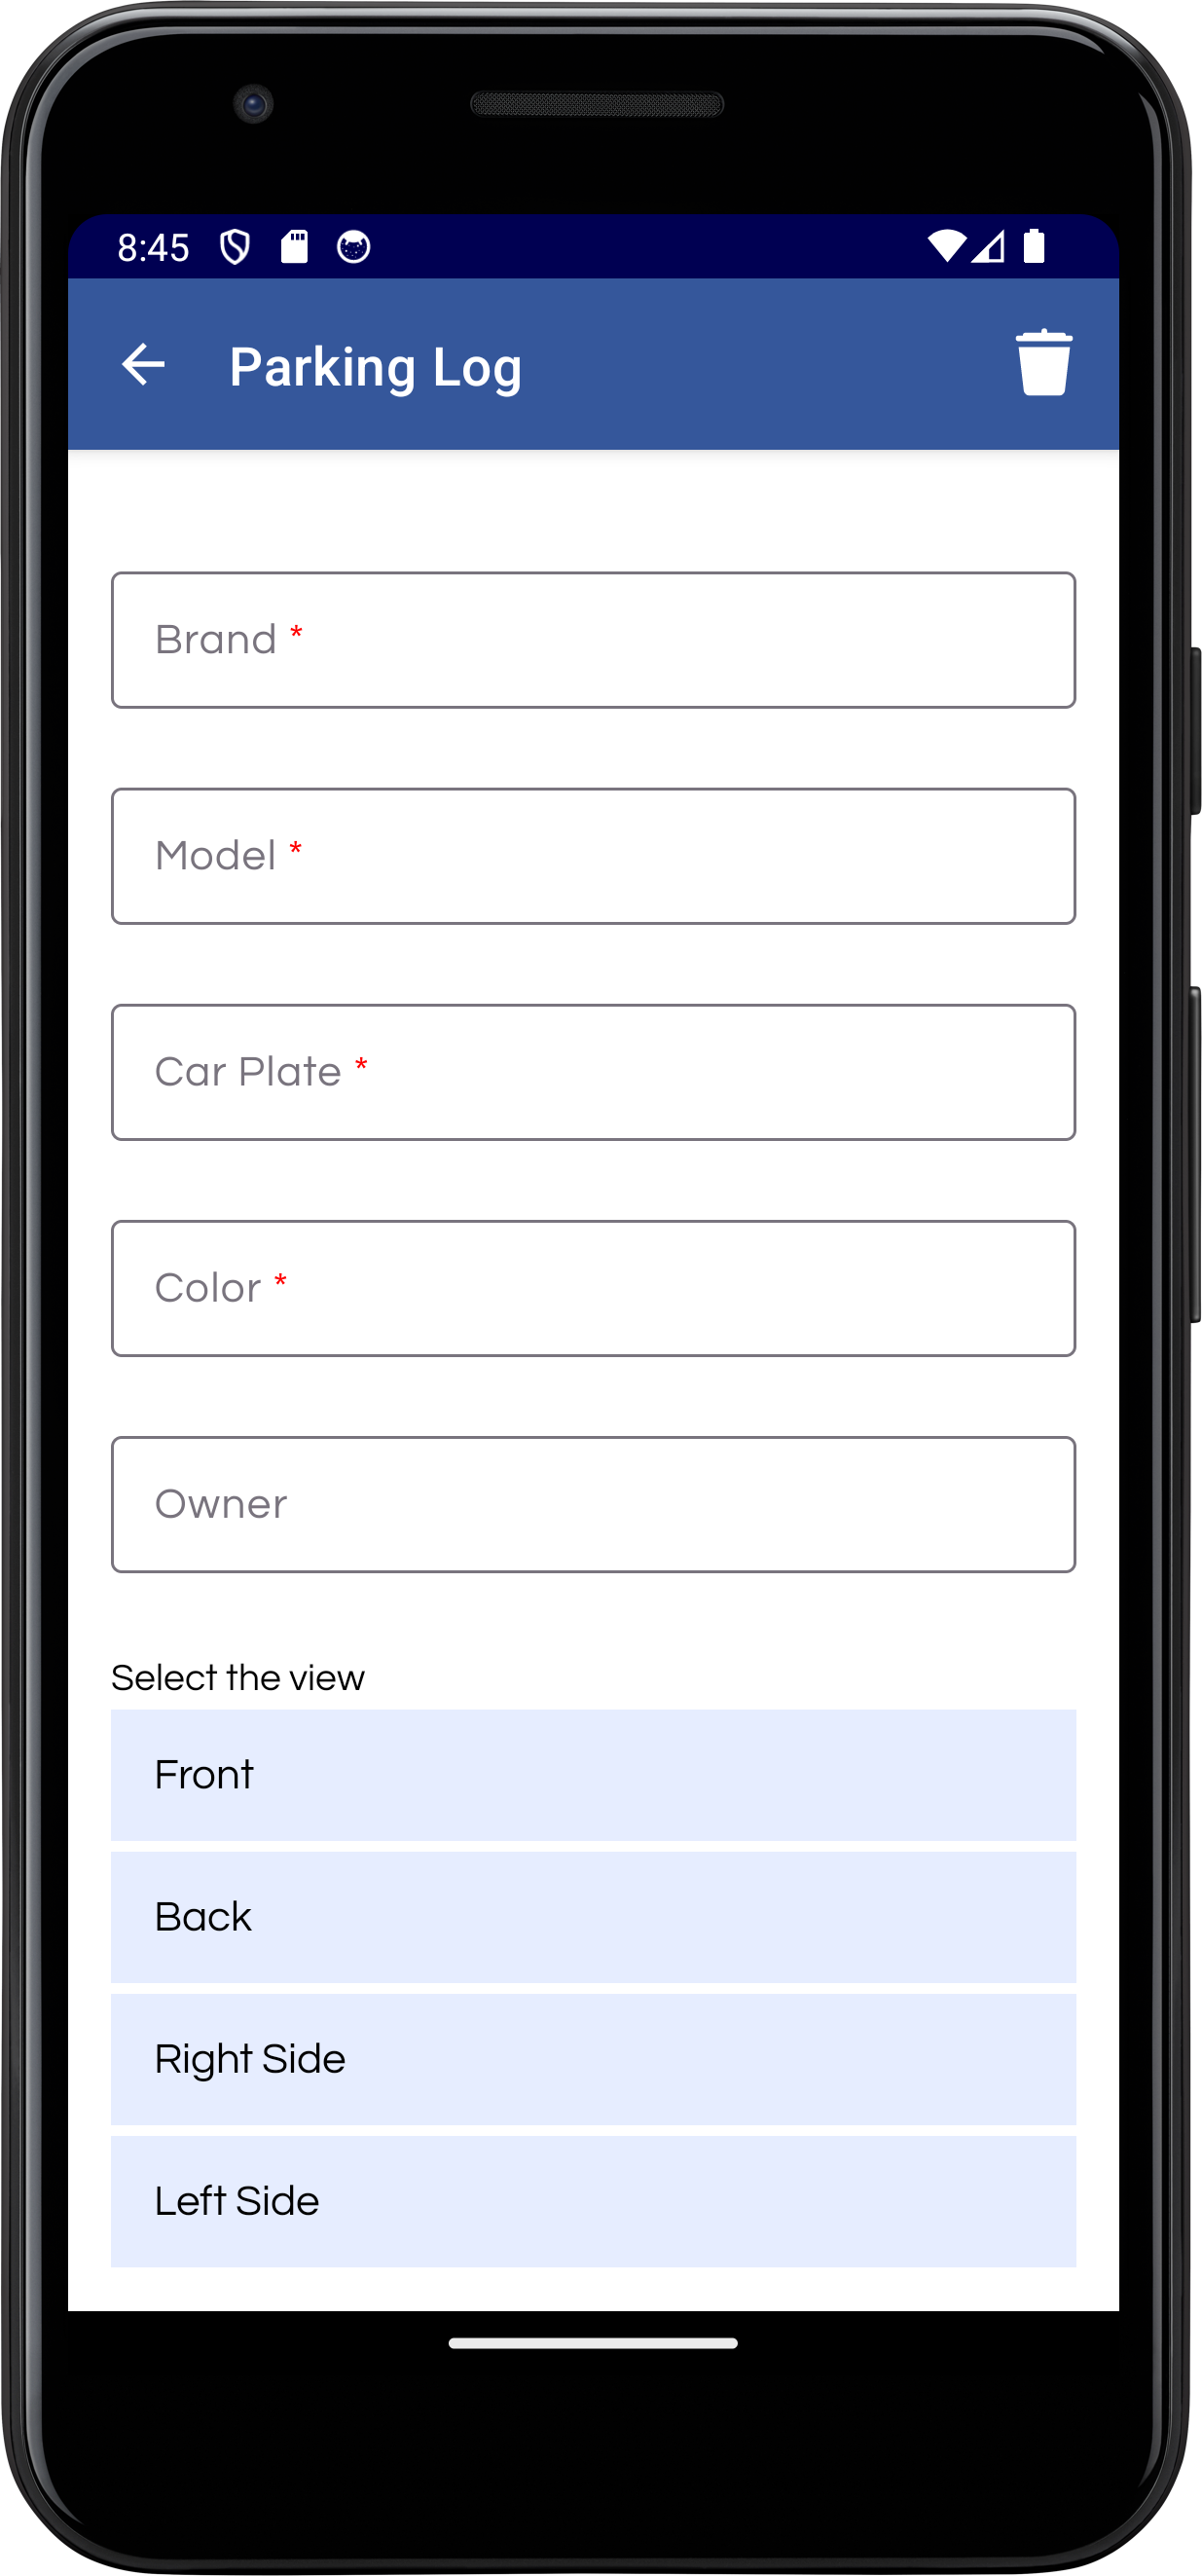 8:45
Parking Log
Brand *
Model *
Car Plate *
Color *
Owner
Select the view
Front
Back
Right Side
Left Side